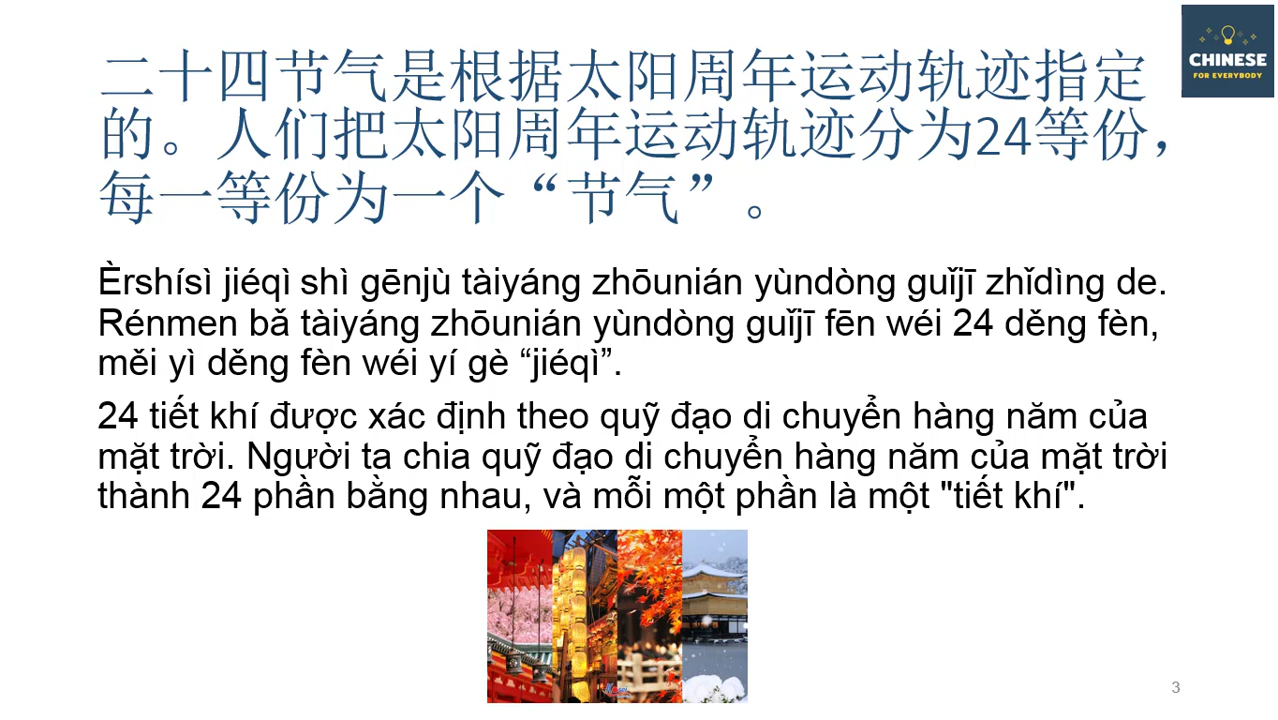 二十四节气是根据太阳周年运动轨迹指定
的。人们把太阳周年运动轨迹分为24等份，
每一等份为一个“节气”。
CHINESE
FOR EVERYBODY
Èrshísì jiéqì shì gēnjù tàiyáng zhōunián yùndòng guǐjī zhǐdìng de.
Rénmen bǎ tàiyáng zhōunián yùndòng guǐjī fēn wéi 24 děng fèn,
měi yì děng fèn wéi yí gè “jiéqì”.
24 tiết khí được xác định theo quỹ đạo di chuyển hàng năm của
mặt trời. Người ta chia quỹ đạo di chuyển hàng năm của mặt trời
thành 24 phần bằng nhau, và mỗi một phần là một "tiết khí".
3